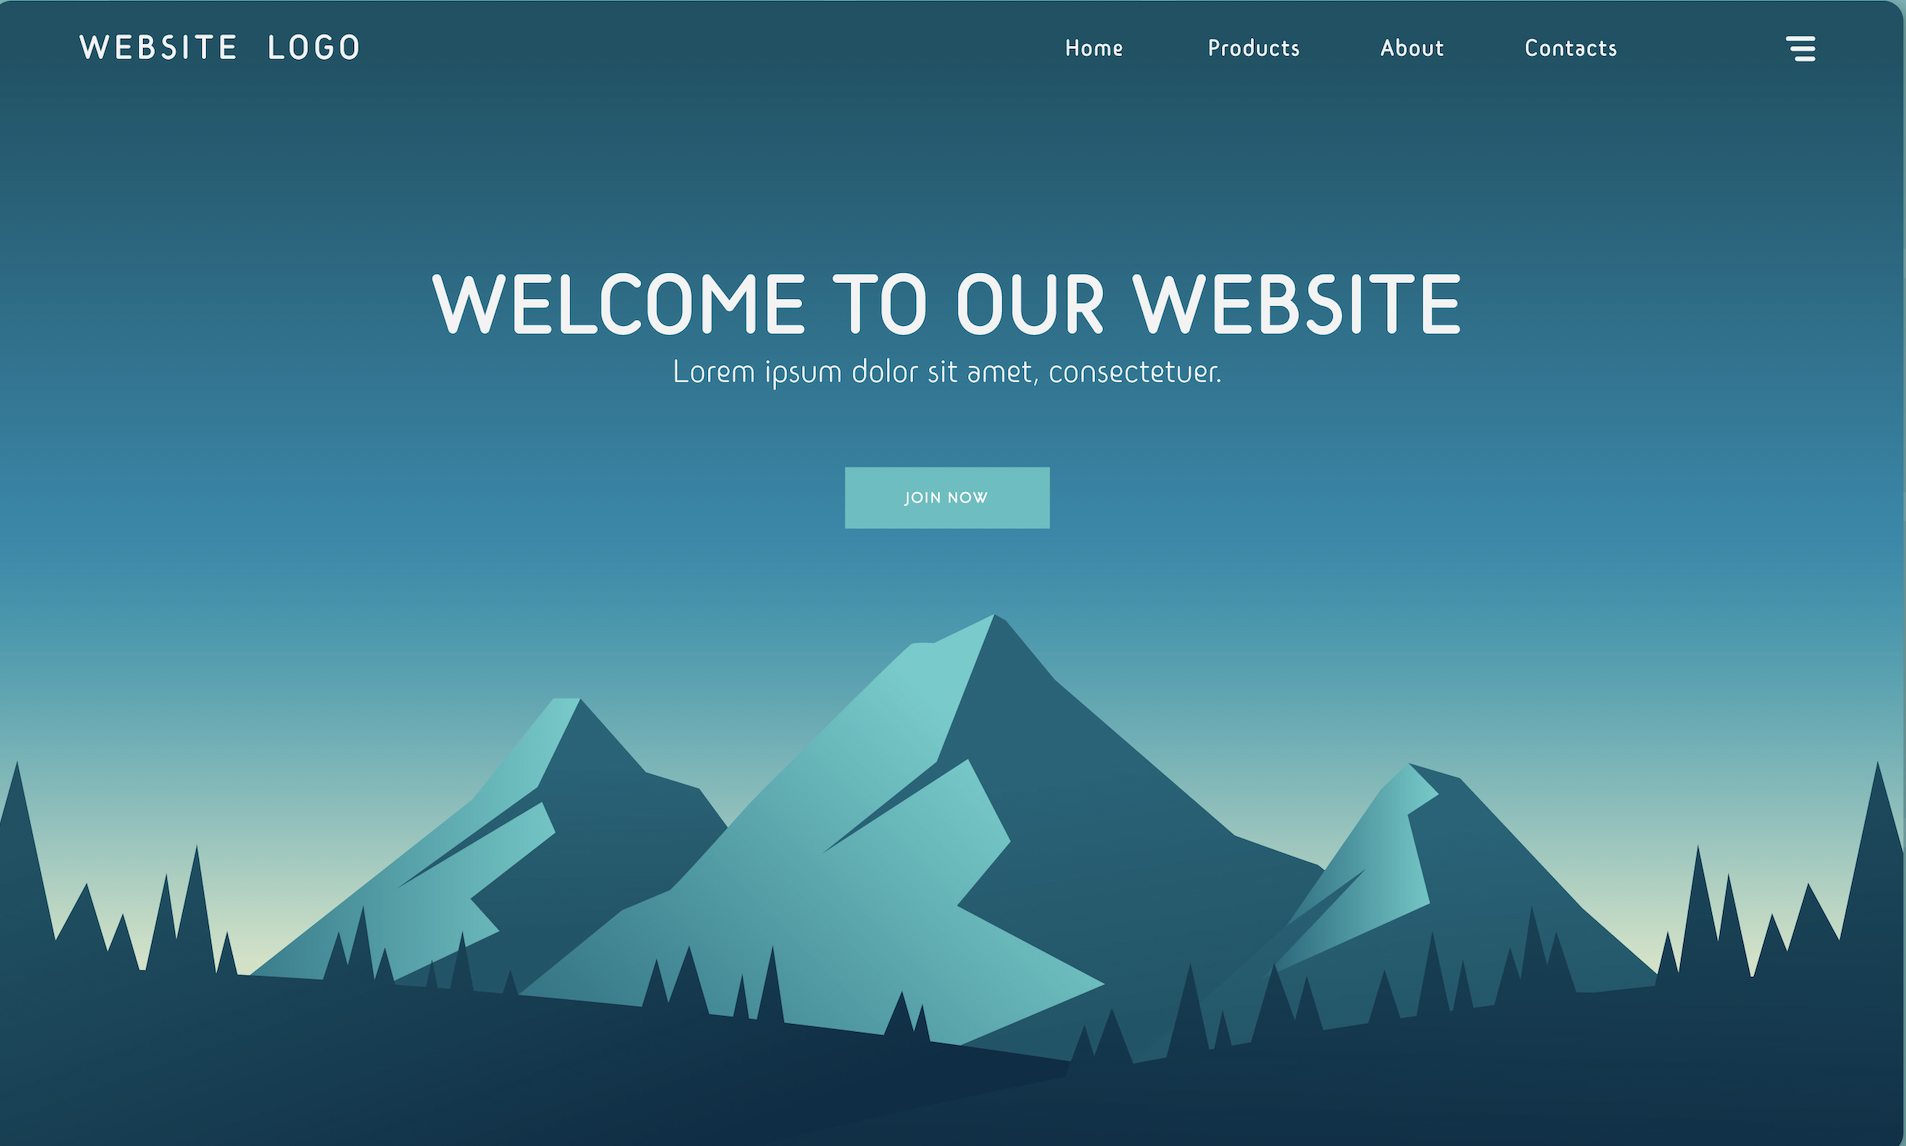 WEBSITE LOGO
Home Products About Contacts
WELCOME TO OUR WEBSITE
Lorem ipsum dolor sit amet, consectetuer.
JOIN NOW